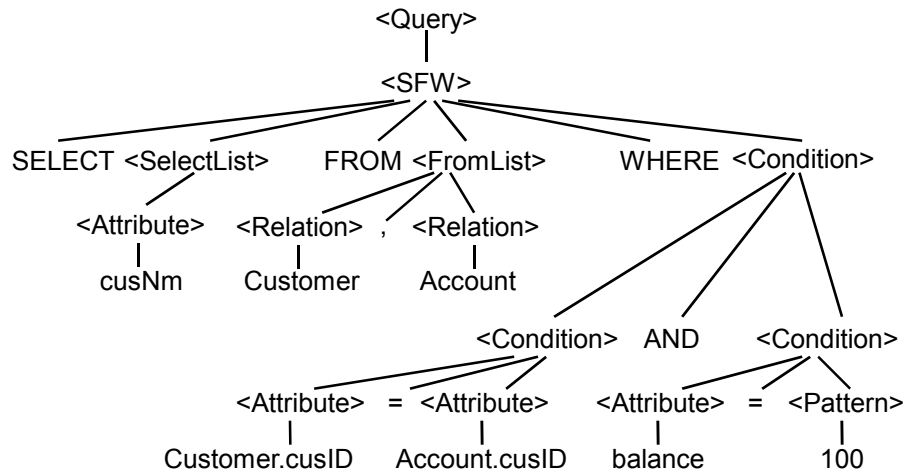 <Query>
<SFW>
SELECT <SelectList> FROM <FromList> WHERE <Condition>
<Attribute> <Relation> , <Relation>
cusNm Customer Account
<Condition> AND <Condition>
<Attribute> = <Attribute> <Attribute> = <Pattern>
Customer.cusID Account.cusID balance 100